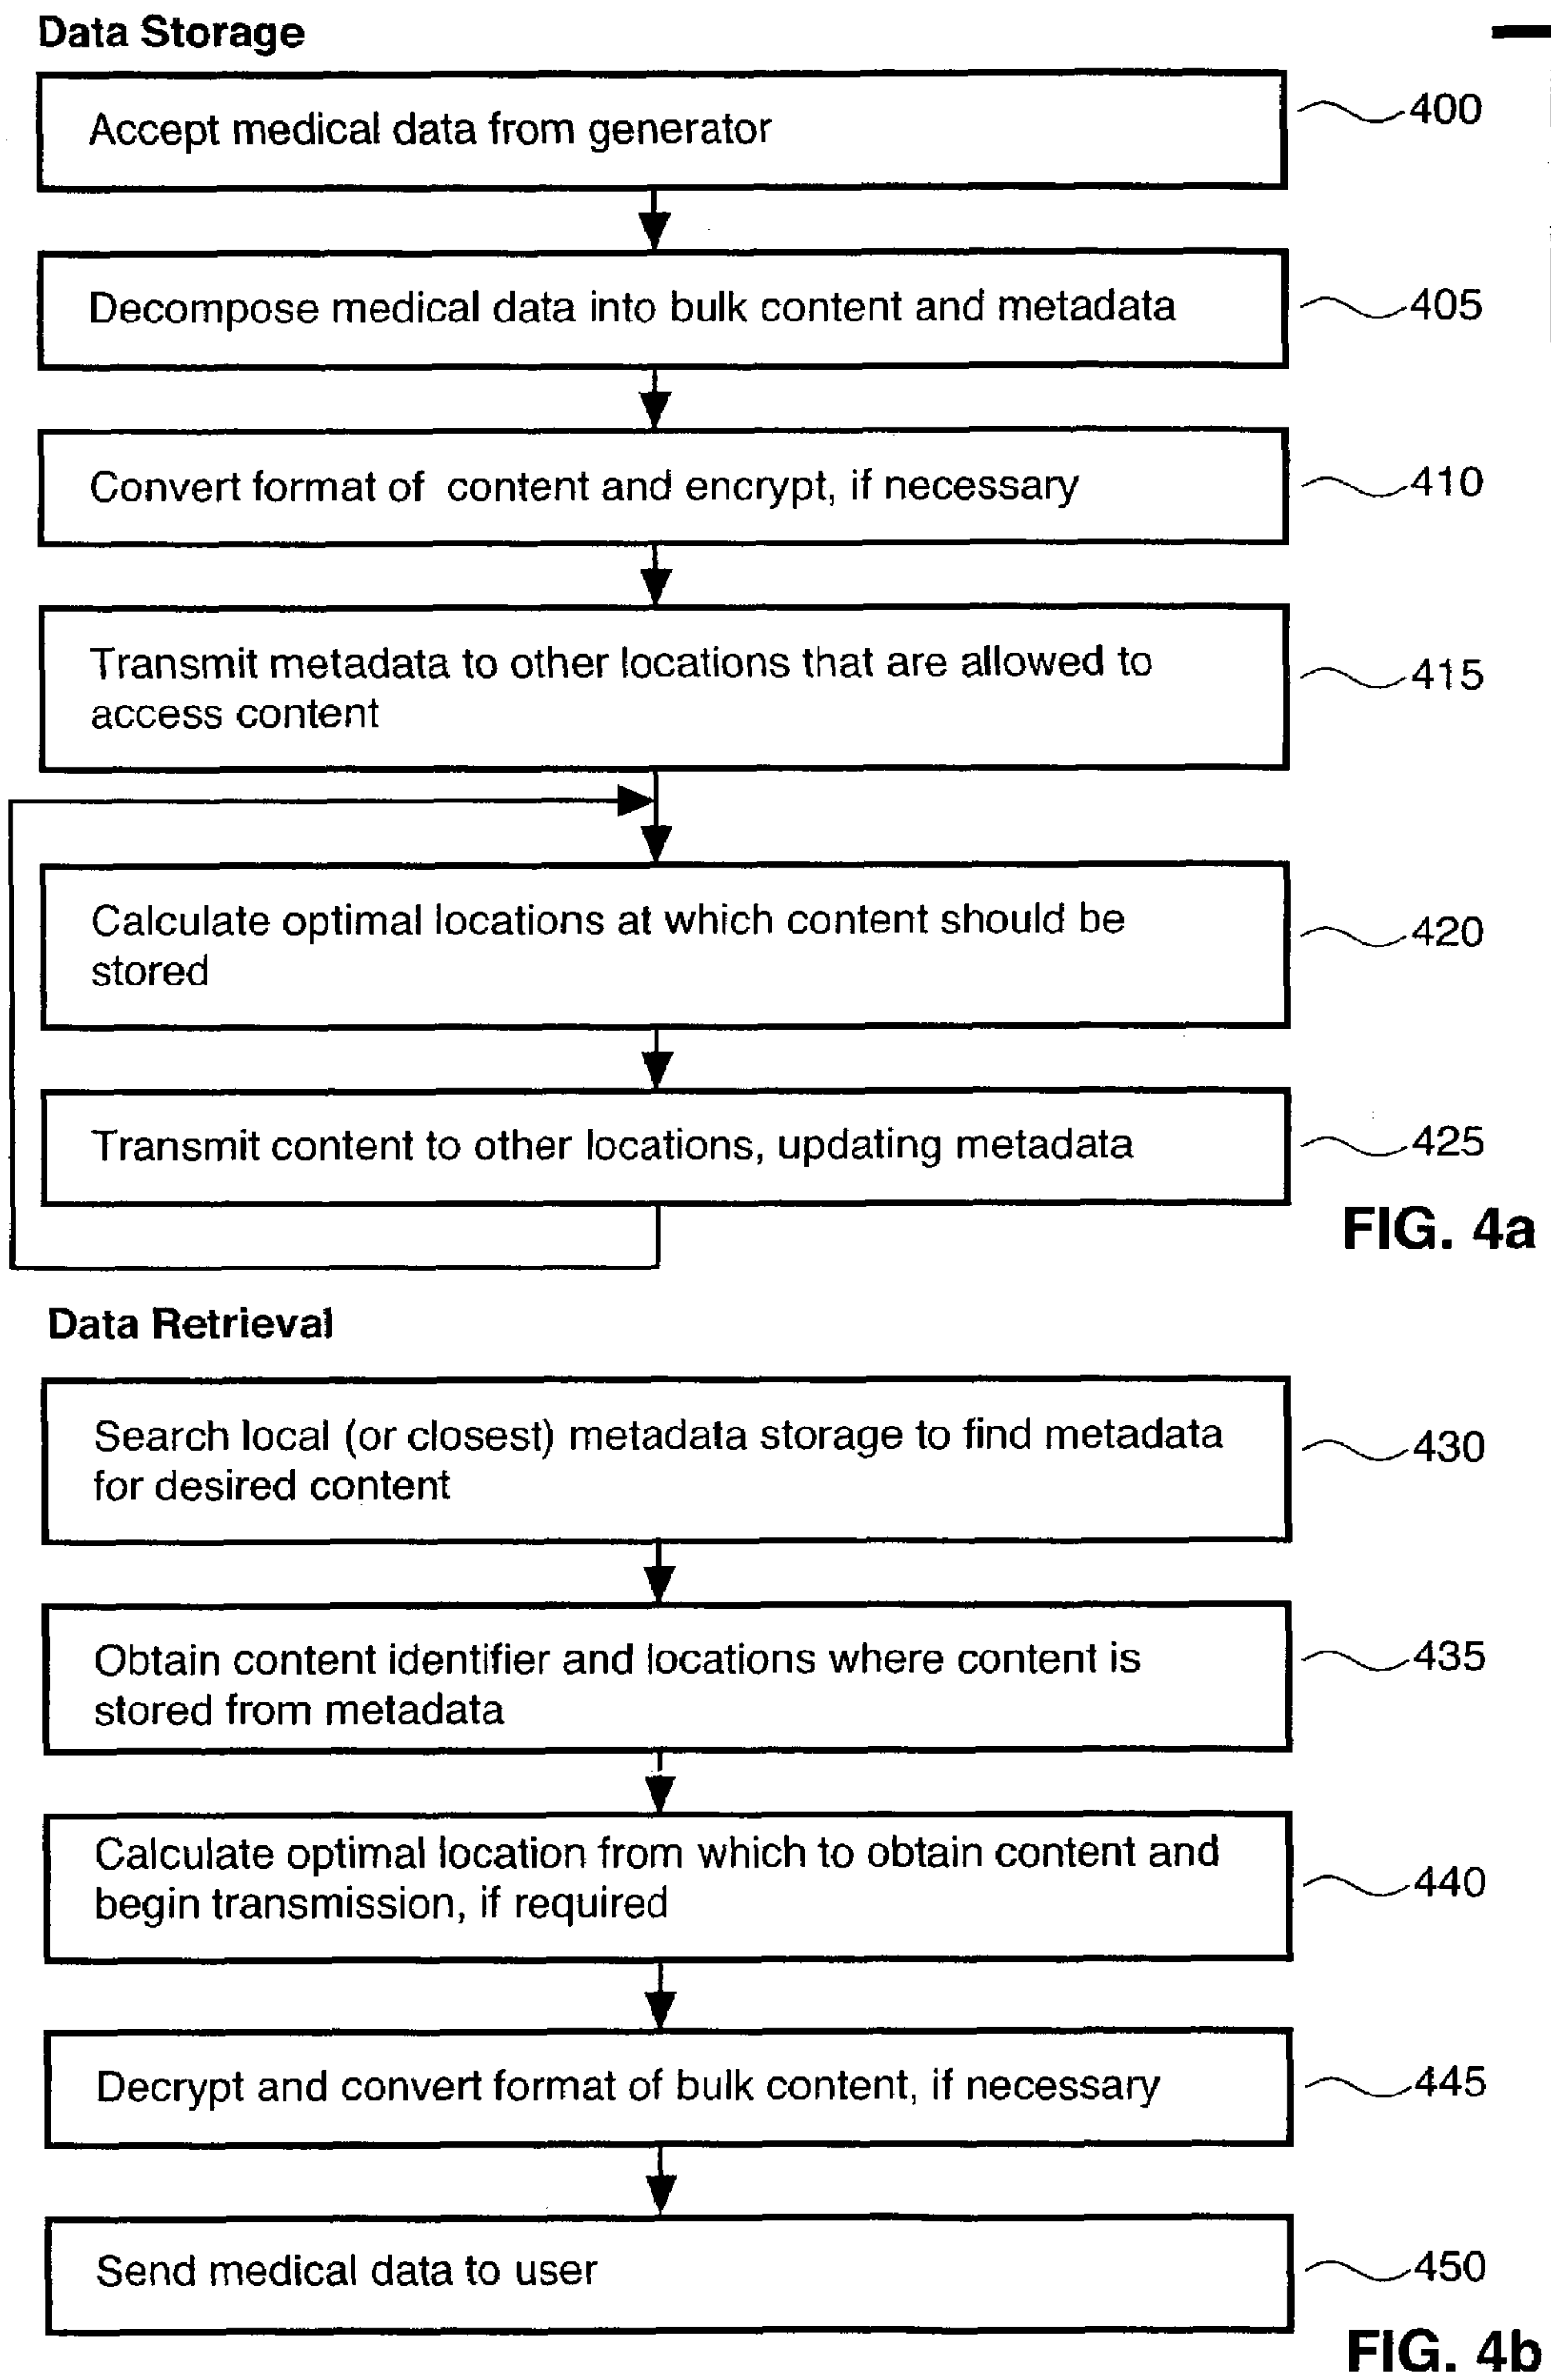 Data Storage
Accept medical data from generator
400
Decompose medical data into bulk content and metadata
405
Convert format of content and encrypt, if necessary
410
Transmit metadata to other locations that are allowed to
access content
415
Calculate optimal locations at which content should be
stored
420
Transmit content to other locations, updating metadata
425
FIG. 4a
Data Retrieval
Search local (or closest) metadata storage to find metadata
for desired content
430
Obtain content identifier and locations where content is
stored from metadata
435
Calculate optimal location from which to obtain content and
begin transmission, if required
440
Decrypt and convert format of bulk content, if necessary
445
Send medical data to user
450
FIG. 4b